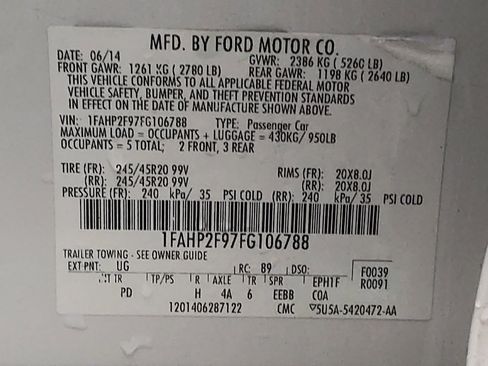 MFD. BY FORD MOTOR CO.
DATE: 06/14 GVWR: 2386 KG ( 5260 LB)
FRONT GAWR: 1261 KG ( 2780 LB) REAR GAWR: 1198 KG ( 2640 LB)
THIS VEHICLE CONFORMS TO ALL APPLICABLE FEDERAL MOTOR
VEHICLE SAFETY, BUMPER, AND THEFT PREVENTION STANDARDS
IN EFFECT ON THE DATE OF MANUFACTURE SHOWN ABOVE.
VIN: 1FAHP2F97FG106788 TYPE: Passenger Car
MAXIMUM LOAD = OCCUPANTS + LUGGAGE = 430KG/ 950LB
OCCUPANTS = 5 TOTAL; 2 FRONT, 3 REAR
TIRE (FR): 245/45R20 99V RIMS (FR): 20X8.0J
(RR): 245/45R20 99V (RR): 20X8.0J
PRESSURE (FR): 240 kPa/ 35 PSI COLD (RR): 240 kPa/ 35 PSI COLD
1FAHP2F97FG106788
TRAILER TOWING - SEE OWNER GUIDE
EXT PNT: UG RC: 89 DSO: F0039
R0091
INT TR TP/PS R AXLE TR SPR EPH1F
PD H 4A 6 EEBB COA
1201406287122 CMC 5U5A-5420472-AA